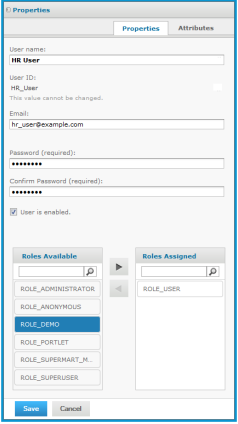 Properties
Properties Attributes
User name:
HR User
User ID:
HR_User
This value cannot be changed.
Email:
hr_user@example.com
Password (required):
••••••••
Confirm Password (required):
••••••••
User is enabled.
Roles Available Roles Assigned
ROLE_ADMINISTRATOR ROLE_USER
ROLE_ANONYMOUS
ROLE_DEMO
ROLE_PORTLET
ROLE_SUPERMART_M...
ROLE_SUPERUSER
Save Cancel